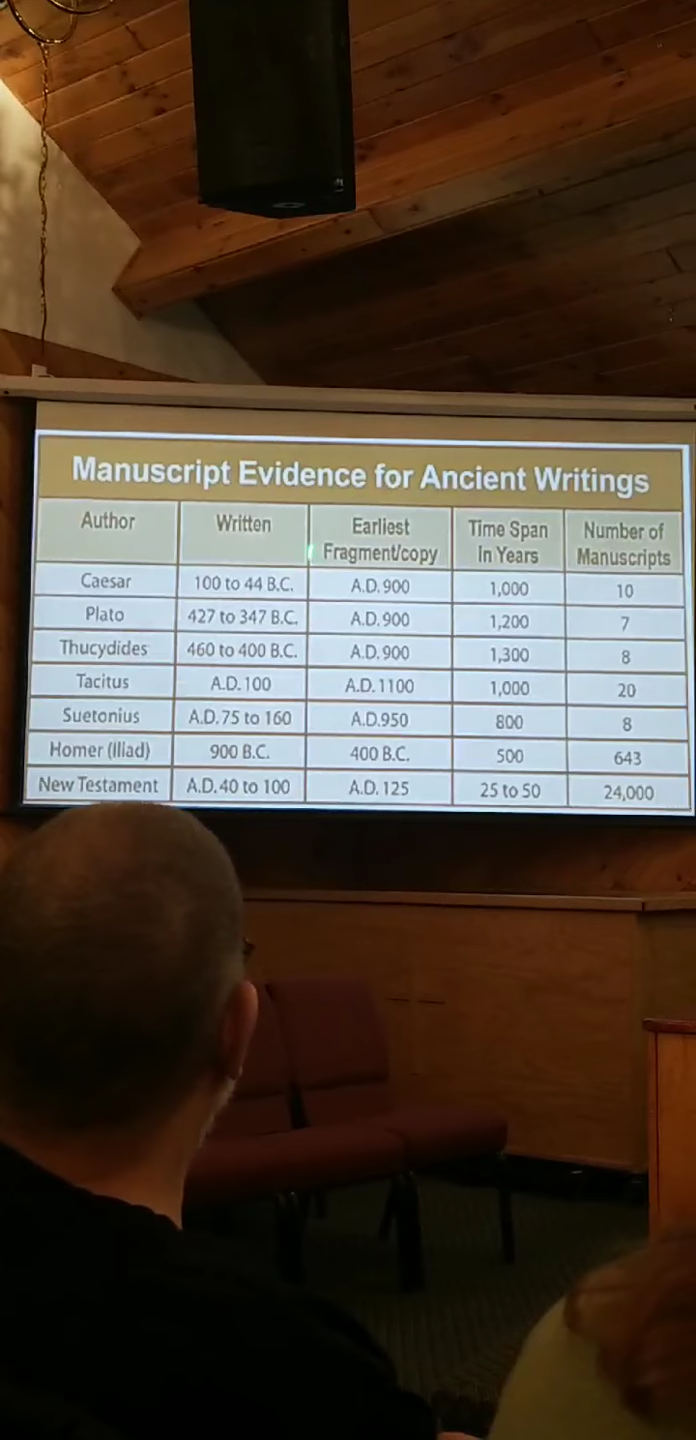 Manuscript Evidence for Ancient Writings
Author Written Earliest Fragment/copy Time Span in Years Number of Manuscripts
Caesar 100 to 44 B.C. A.D. 900 1,000 10
Plato 427 to 347 B.C. A.D. 900 1,200 7
Thucydides 460 to 400 B.C. A.D. 900 1,300 8
Tacitus A.D. 100 A.D. 1100 1,000 20
Suetonius A.D. 75 to 160 A.D. 950 800 8
Homer (Iliad) 900 B.C. 400 B.C. 500 643
New Testament A.D. 40 to 100 A.D. 125 25 to 50 24,000